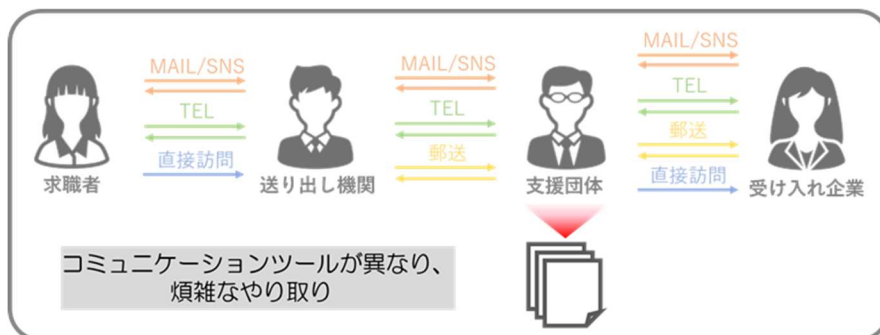 MAIL/SNS
TEL
直接訪問
MAIL/SNS
TEL
郵送
MAIL/SNS
TEL
郵送
直接訪問
求職者
送り出し機関
支援団体
受け入れ企業
コミュニケーションツールが異なり、
煩雑なやり取り